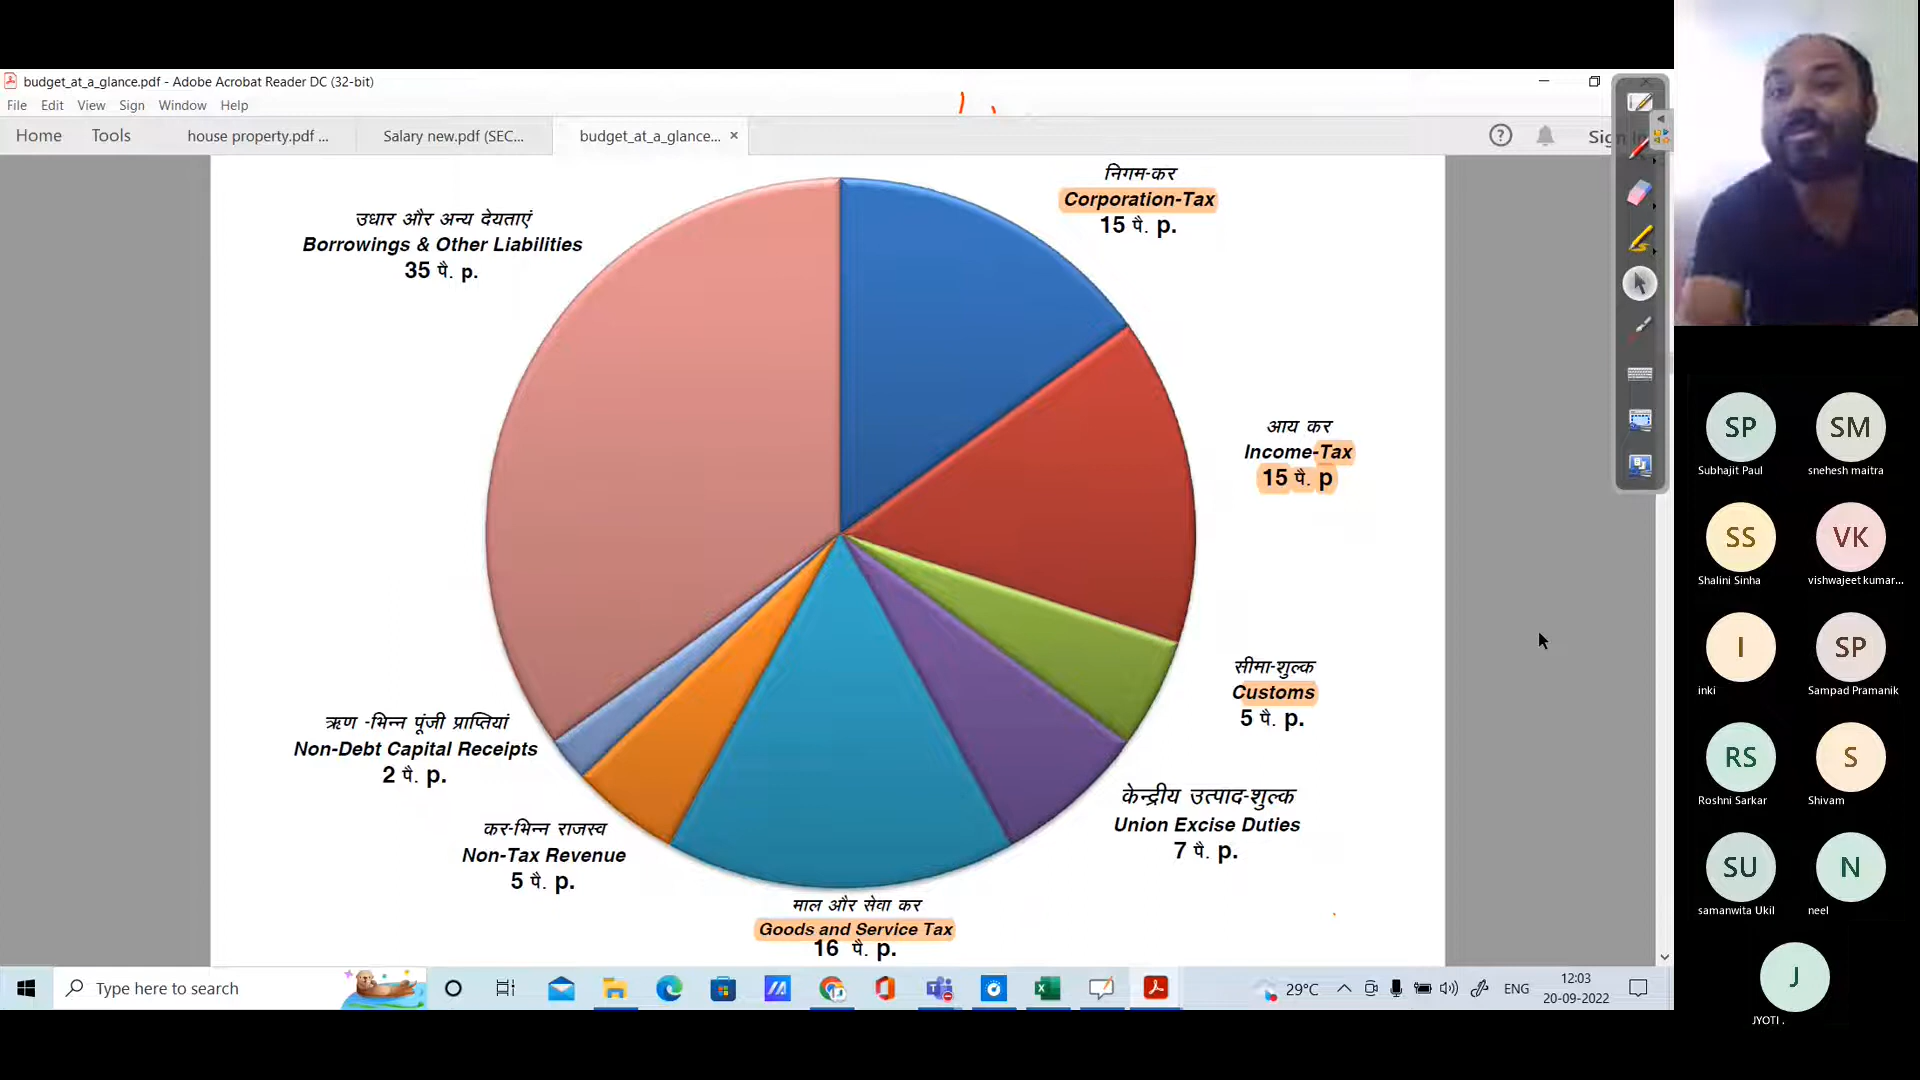 budget_at_a_glance.pdf - Adobe Acrobat Reader DC (32-bit)
File Edit View Sign Window Help
Home Tools house property.pdf ... Salary new.pdf (SEC... budget_at_a_glance... × Sign In
निगम-कर
Corporation-Tax
15 पै. p.
उधार और अन्य देयताएं
Borrowings & Other Liabilities
35 पै. p.
आय कर
Income-Tax
15 पै. p
सीमा-शुल्क
Customs
5 पै. p.
ऋण -भिन्न पूंजी प्राप्तियां
Non-Debt Capital Receipts
2 पै. p.
केन्द्रीय उत्पाद-शुल्क
Union Excise Duties
7 पै. p.
कर-भिन्न राजस्व
Non-Tax Revenue
5 पै. p.
माल और सेवा कर
Goods and Service Tax
16 पै. p.
SP SM
Subhajit Paul snehesh maitra
SS VK
Shalini Sinha vishwajeet kumar...
I SP
inki Sampad Pramanik
RS S
Roshni Sarkar Shivam
SU N
samanwita Ukil neel
J
JYOTI .
Type here to search
29°C ENG 12:03
20-09-2022